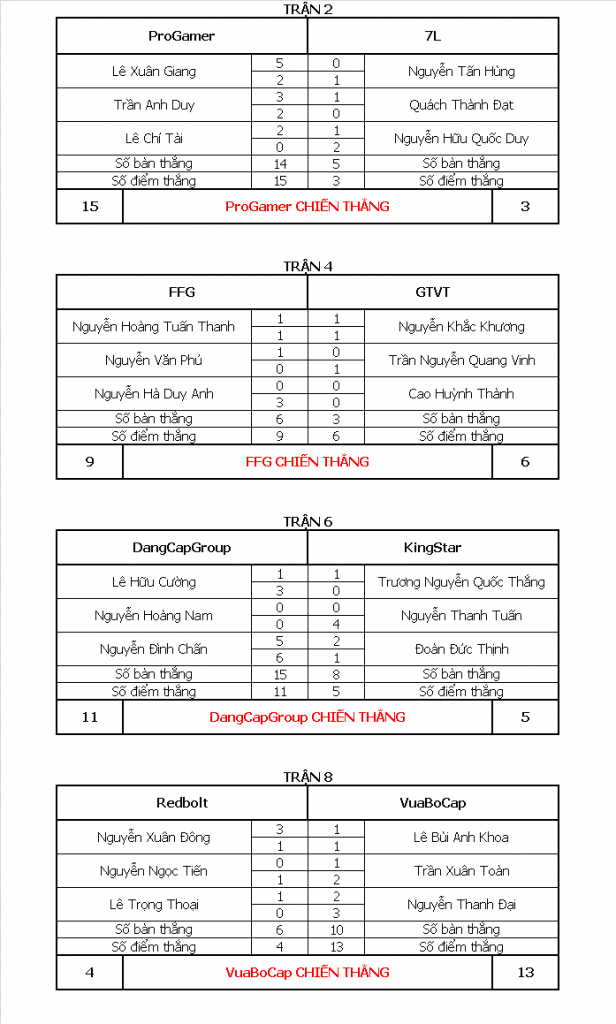 TRẬN 2
ProGamer 7L
Lê Xuân Giang 5 0 Nguyễn Tấn Hùng
2 1
Trần Anh Duy 3 1 Quách Thành Đạt
2 0
Lê Chí Tài 2 1 Nguyễn Hữu Quốc Duy
0 2
Số bàn thắng 14 5 Số bàn thắng
Số điểm thắng 15 3 Số điểm thắng
15 ProGamer CHIẾN THẮNG 3
TRẬN 4
FFG GTVT
Nguyễn Hoàng Tuấn Thanh 1 1 Nguyễn Khắc Khương
1 1
Nguyễn Văn Phú 1 0 Trần Nguyễn Quang Vinh
0 1
Nguyễn Hà Duy Anh 0 0 Cao Huỳnh Thành
3 0
Số bàn thắng 6 3 Số bàn thắng
Số điểm thắng 9 6 Số điểm thắng
9 FFG CHIẾN THẮNG 6
TRẬN 6
DangCapGroup KingStar
Lê Hữu Cường 1 1 Trương Nguyễn Quốc Thắng
3 0
Nguyễn Hoàng Nam 0 0 Nguyễn Thanh Tuấn
0 4
Nguyễn Đình Chấn 5 2 Đoàn Đức Thịnh
6 1
Số bàn thắng 15 8 Số bàn thắng
Số điểm thắng 11 5 Số điểm thắng
11 DangCapGroup CHIẾN THẮNG 5
TRẬN 8
Redbolt VuaBoCap
Nguyễn Xuân Đông 3 1 Lê Bùi Anh Khoa
1 1
Nguyễn Ngọc Tiến 0 1 Trần Xuân Toàn
1 2
Lê Trọng Thoại 1 2 Nguyễn Thanh Đại
0 3
Số bàn thắng 6 10 Số bàn thắng
Số điểm thắng 4 13 Số điểm thắng
4 VuaBoCap CHIẾN THẮNG 13